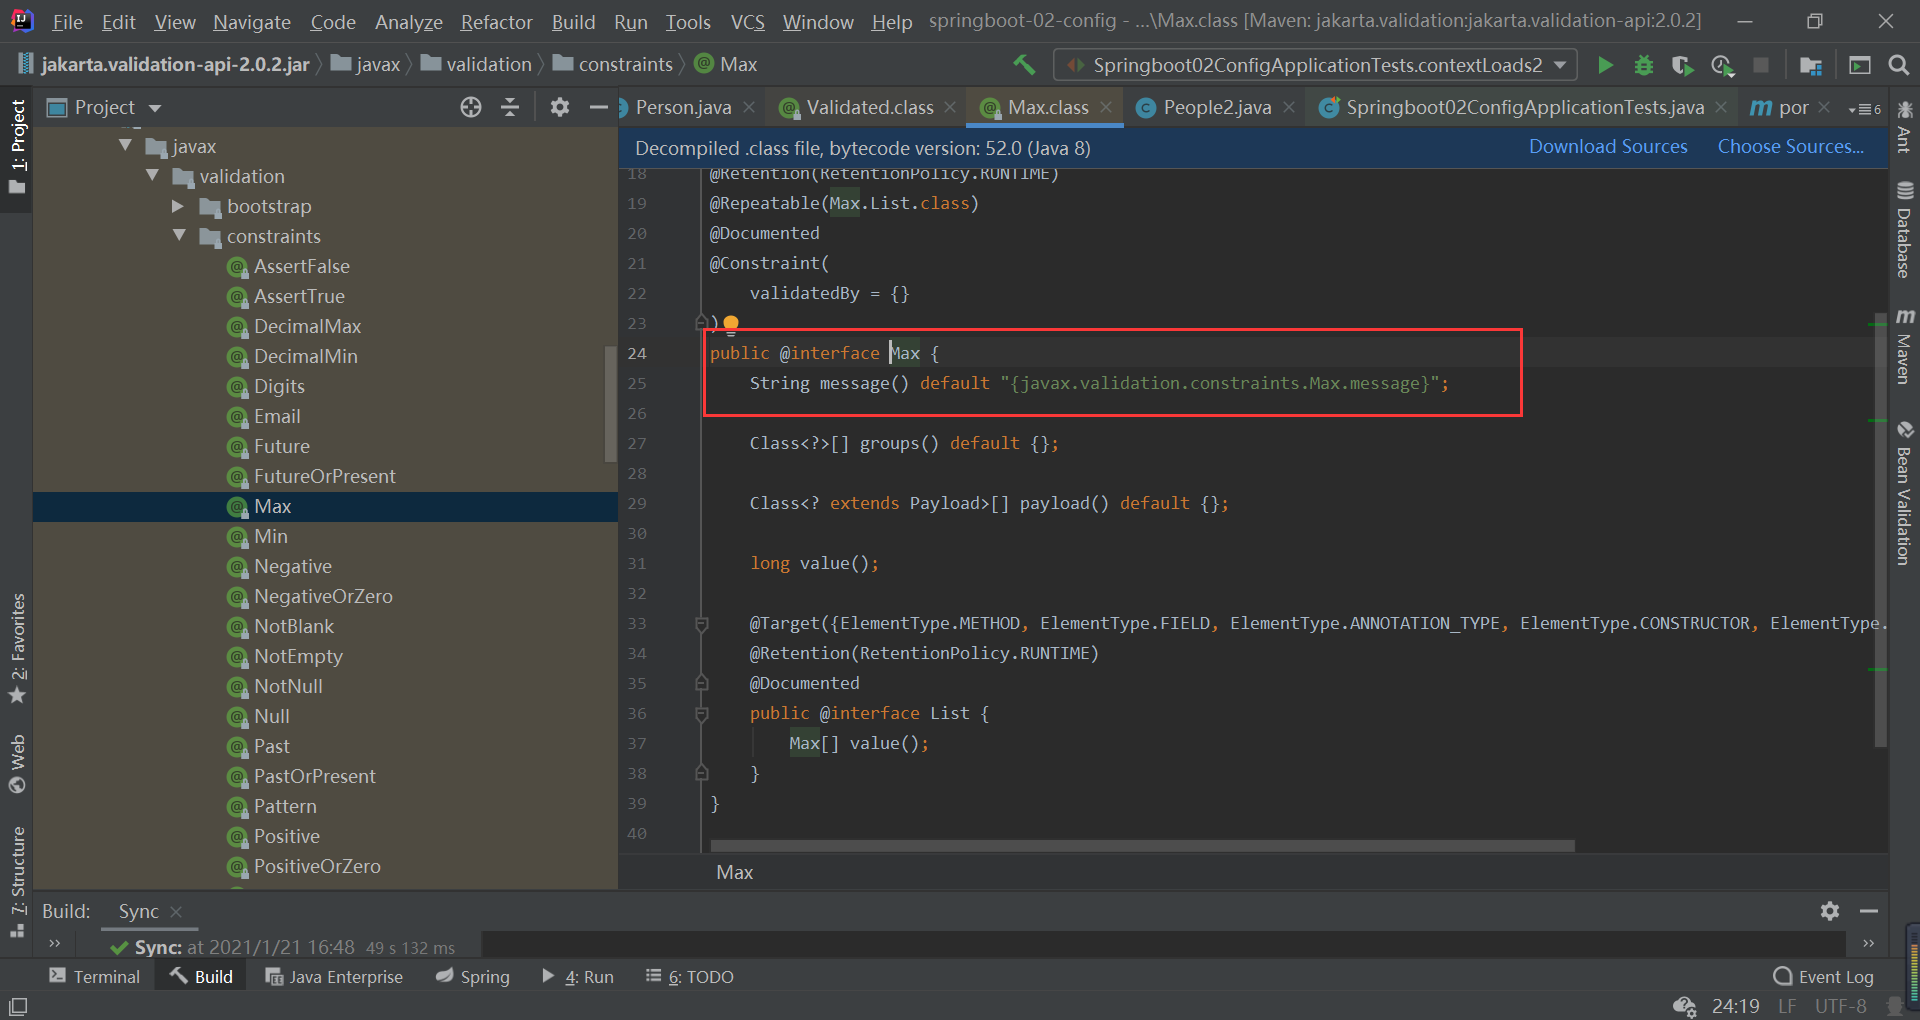 File Edit View Navigate Code Analyze Refactor Build Run Tools VCS Window Help springboot-02-config - ...\Max.class [Maven: jakarta.validation:jakarta.validation-api:2.0.2]
jakarta.validation-api-2.0.2.jar javax validation constraints Max Springboot02ConfigApplicationTests.contextLoads2
Project Person.java Validated.class Max.class People2.java Springboot02ConfigApplicationTests.java m por 6
Decompiled .class file, bytecode version: 52.0 (Java 8) Download Sources Choose Sources...
javax
validation
bootstrap
constraints
AssertFalse
AssertTrue
DecimalMax
DecimalMin
Digits
Email
Future
FutureOrPresent
Max
Min
Negative
NegativeOrZero
NotBlank
NotEmpty
NotNull
Null
Past
PastOrPresent
Pattern
Positive
PositiveOrZero
18 @Retention(RetentionPolicy.RUNTIME)
19 @Repeatable(Max.List.class)
20 @Documented
21 @Constraint(
22 validatedBy = {}
23 )
24 public @interface Max {
25 String message() default "{javax.validation.constraints.Max.message}";
26
27 Class<?>[] groups() default {};
28
29 Class<? extends Payload>[] payload() default {};
30
31 long value();
32
33 @Target({ElementType.METHOD, ElementType.FIELD, ElementType.ANNOTATION_TYPE, ElementType.CONSTRUCTOR, ElementType.
34 @Retention(RetentionPolicy.RUNTIME)
35 @Documented
36 public @interface List {
37 Max[] value();
38 }
39 }
40
Max
1: Project
2: Favorites
Web
7: Structure
Ant
Database
m Maven
Bean Validation
Build: Sync
Sync: at 2021/1/21 16:48 49 s 132 ms
Terminal Build Java Enterprise Spring 4: Run 6: TODO Event Log
24:19 LF UTF-8